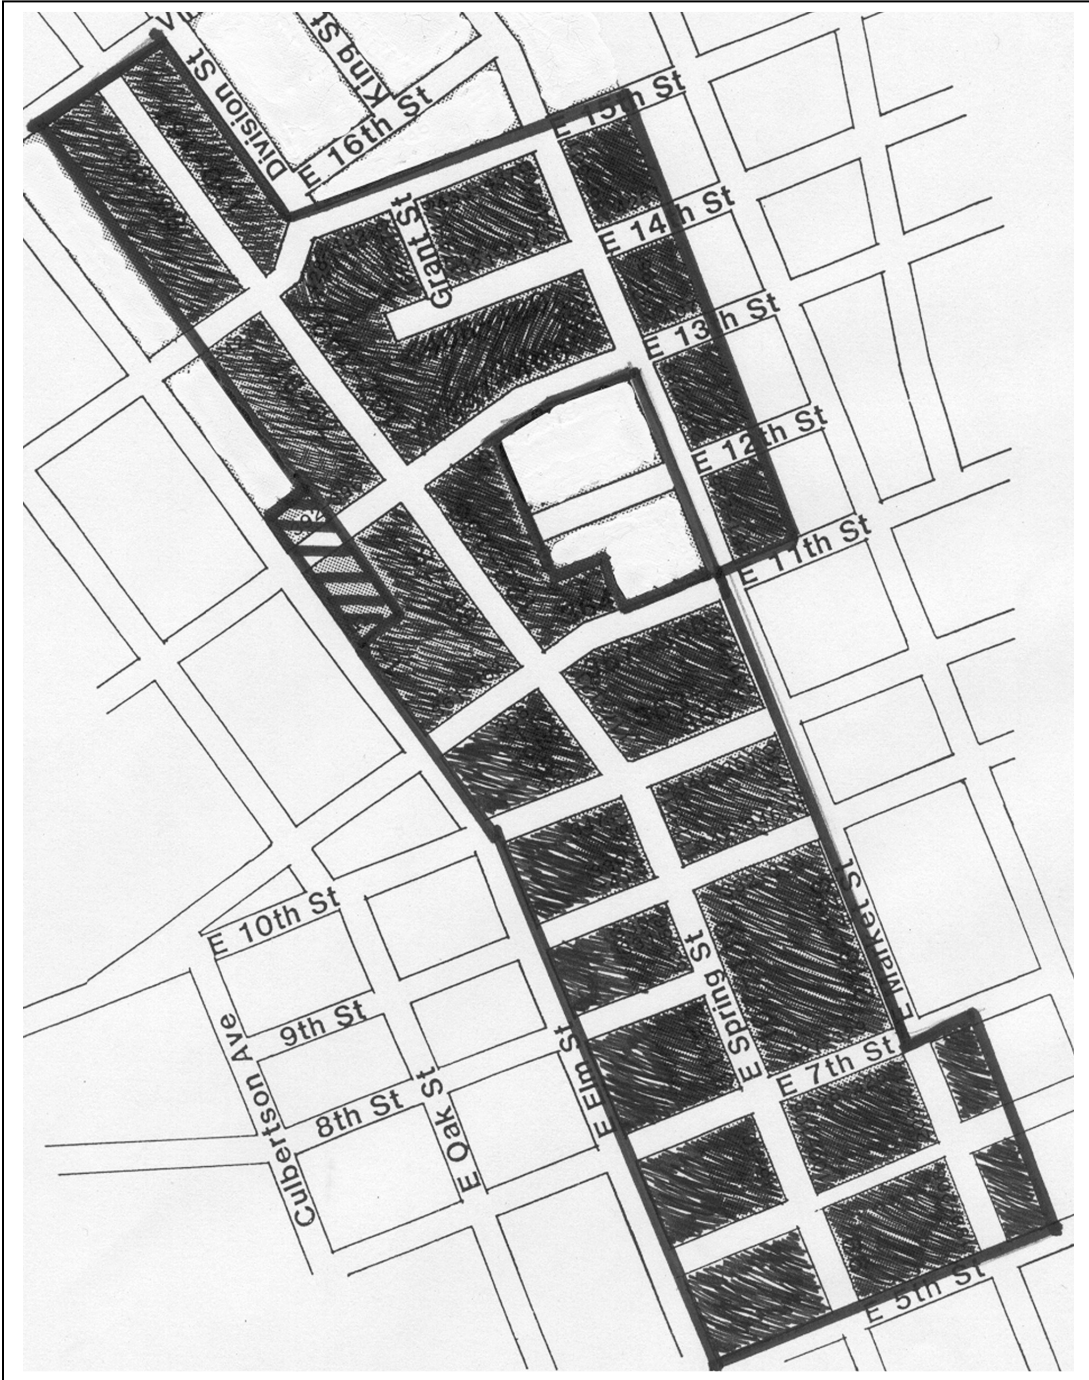 Division St
King St
E 16th St
E 15th St
Grant St
E 14th St
E 13th St
E 12th St
E 11th St
E 10th St
9th St
8th St
Culbertson Ave
E Oak St
E Elm St
E Spring St
E Market St
E 7th St
E 5th St